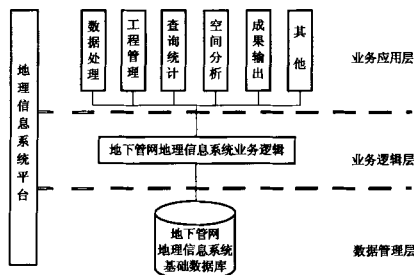 地理信息系统平台
数据处理
工程管理
查询统计
空间分析
成果输出
其他
业务应用层
地下管网地理信息系统业务逻辑
业务逻辑层
地下管网
地理信息系统
基础数据库
数据管理层